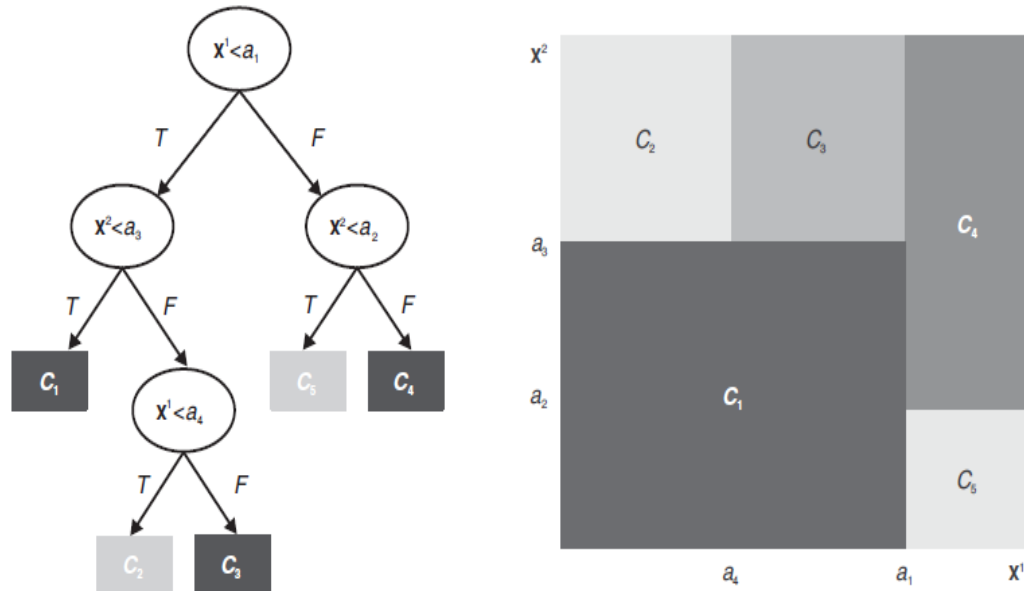 x¹<a₁
T F
x²<a₃ x²<a₂
T F T F
C₁ C₅ C₄
x¹<a₄
T F
C₂ C₃
x²
C₂ C₃
C₄
a₃
a₂ C₁
C₅
a₄ a₁ x¹